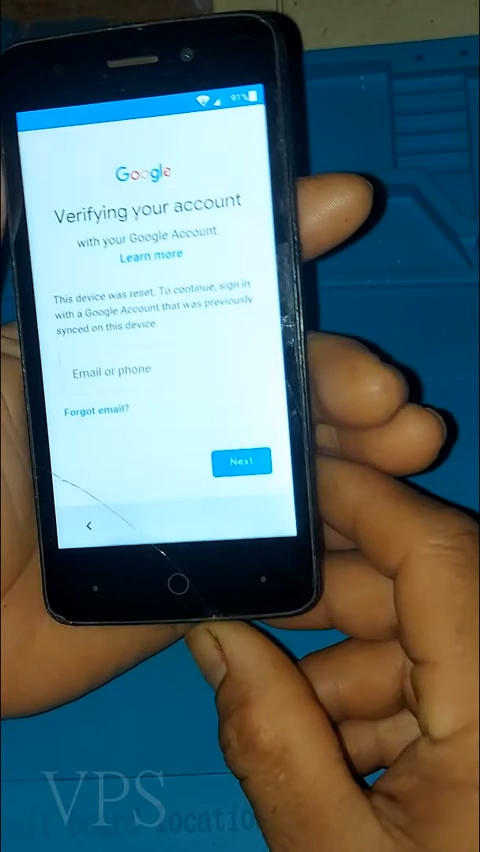 91%
Google
Verifying your account
with your Google Account
Learn more
This device was reset. To continue, sign in
with a Google Account that was previously
synced on this device.
Email or phone
Forgot email?
Next
VPS
location